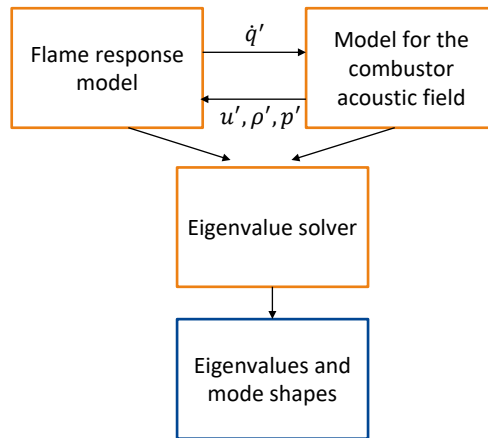 Flame response
model
q̇′
u′, ρ′, p′
Model for the
combustor
acoustic field
Eigenvalue solver
Eigenvalues and
mode shapes